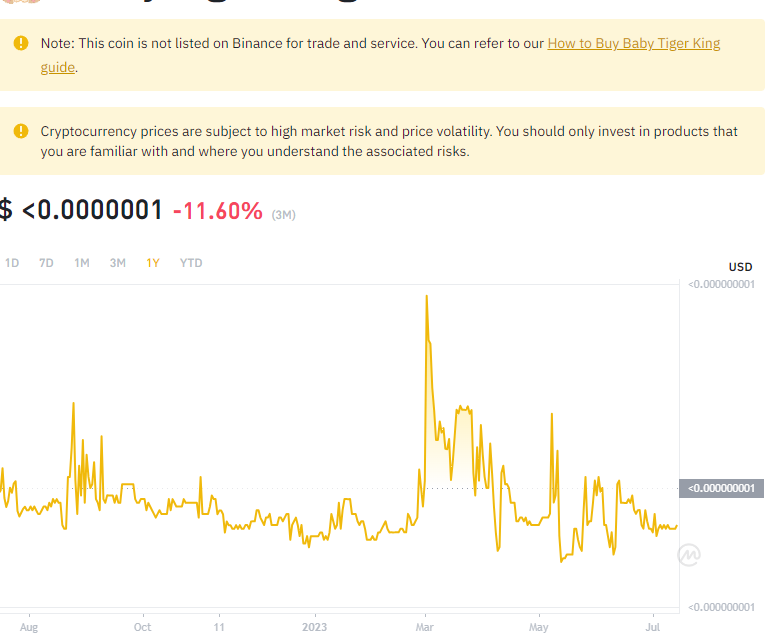 Note: This coin is not listed on Binance for trade and service. You can refer to our How to Buy Baby Tiger King
guide.
Cryptocurrency prices are subject to high market risk and price volatility. You should only invest in products that
you are familiar with and where you understand the associated risks.
$ <0.0000001 -11.60% (3M)
1D 7D 1M 3M 1Y YTD
USD
<0.000000001
<0.000000001
<0.000000001
Aug Oct 11 2023 Mar May Jul